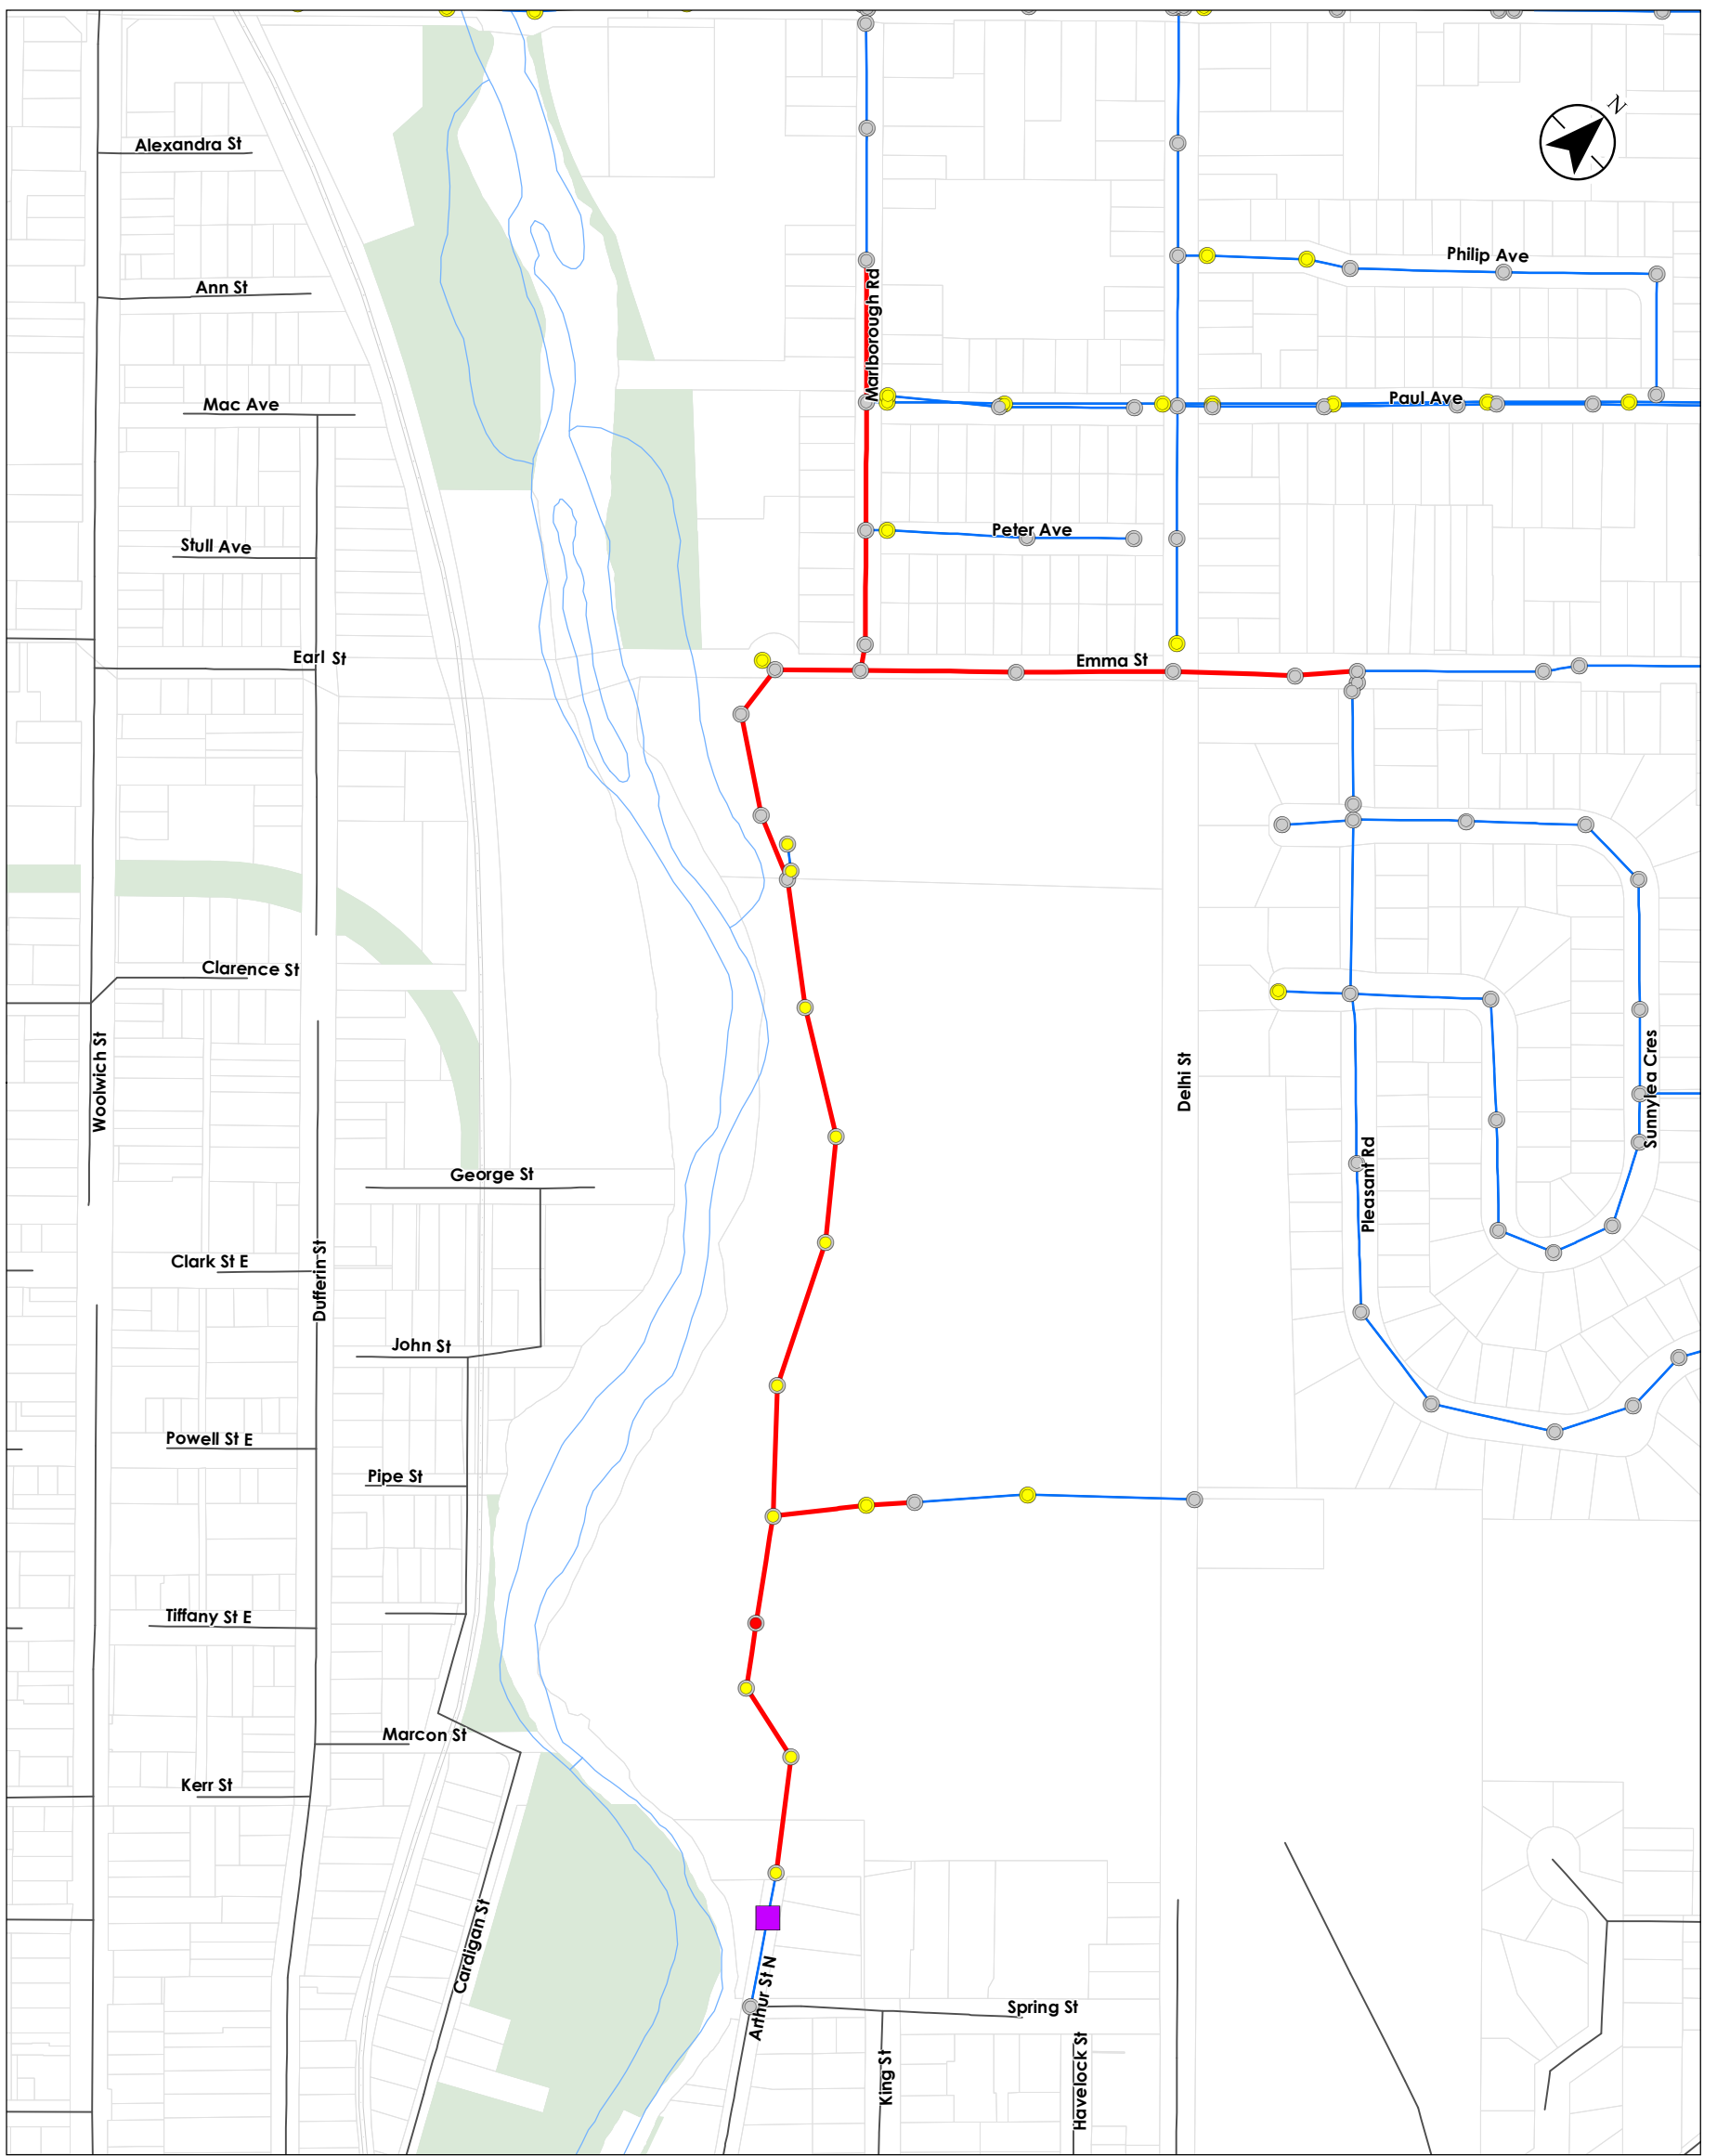 N
Alexandra St
Philip Ave
Ann St
Marlborough Rd
Paul Ave
Mac Ave
Peter Ave
Stull Ave
Earl St
Emma St
Clarence St
Woolwich St
Delhi St
Sunnylea Cres
Pleasant Rd
George St
Clark St E
Dufferin St
John St
Powell St E
Pipe St
Tiffany St E
Marcon St
Kerr St
Cardigan St
Arthur St N
Spring St
King St
Havelock St